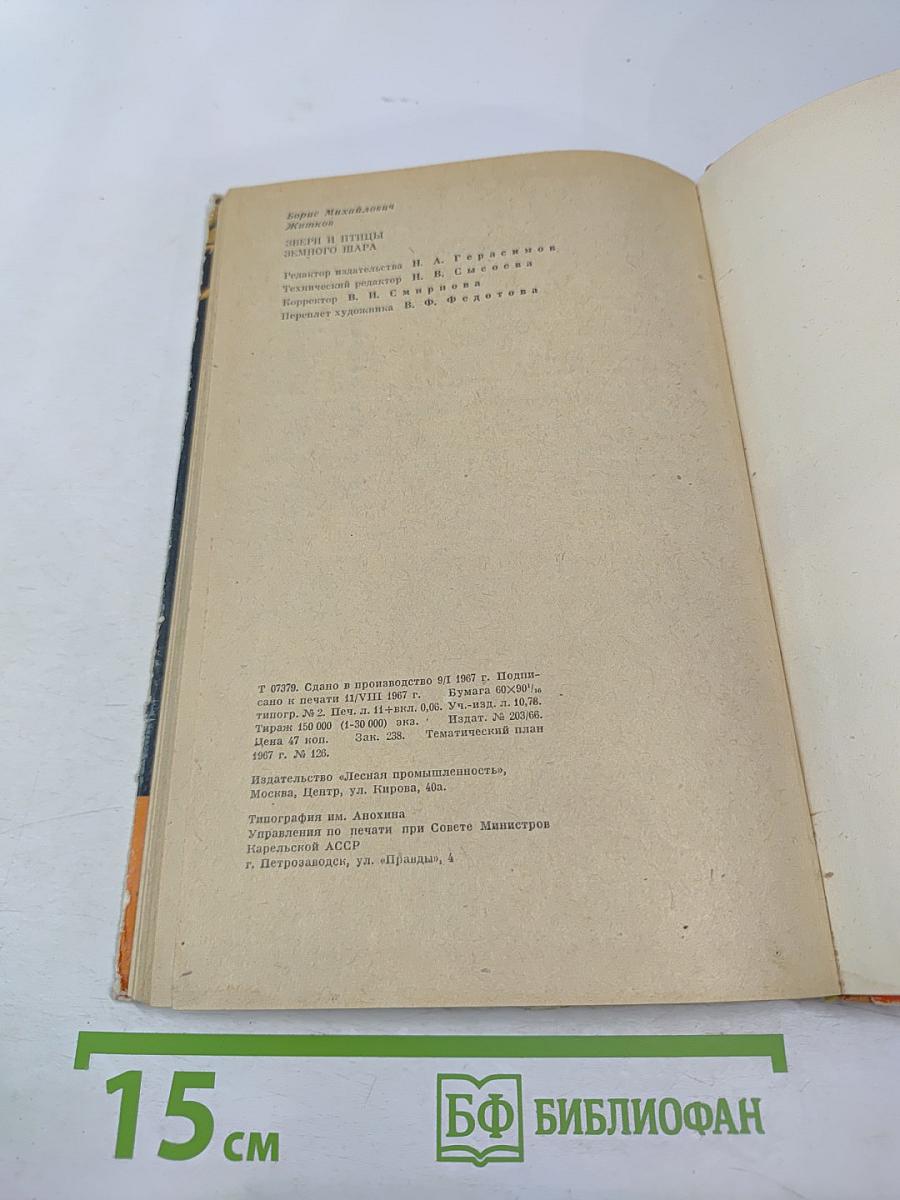 Борис Михайлович
Житков
ЗВЕРИ И ПТИЦЫ
ЗЕМНОГО ШАРА
Редактор издательства Н. А. Герасимов
Технический редактор Н. В. Сысоева
Корректор В. И. Смирнова
Переплет художника В. Ф. Федотова
Т 07379. Сдано в производство 9/I 1967 г. Подпи-
сано к печати 11/VIII 1967 г. Бумага 60×90¹/₁₆
типогр. № 2. Печ. л. 11+вкл. 0,06. Уч.-изд. л. 10,78.
Тираж 150 000 (1-30 000) экз. Издат. № 203/66.
Цена 47 коп. Зак. 238. Тематический план
1967 г. № 126.
Издательство «Лесная промышленность»,
Москва, Центр, ул. Кирова, 40а.
Типография им. Анохина
Управления по печати при Совете Министров
Карельской АССР
г. Петрозаводск, ул. «Правды», 4
15 см
БФ БИБЛИОФАН